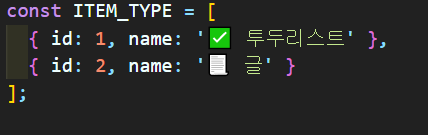 const ITEM_TYPE = [
{ id: 1, name: '✅ 투두리스트' },
{ id: 2, name: '📃 글' }
];